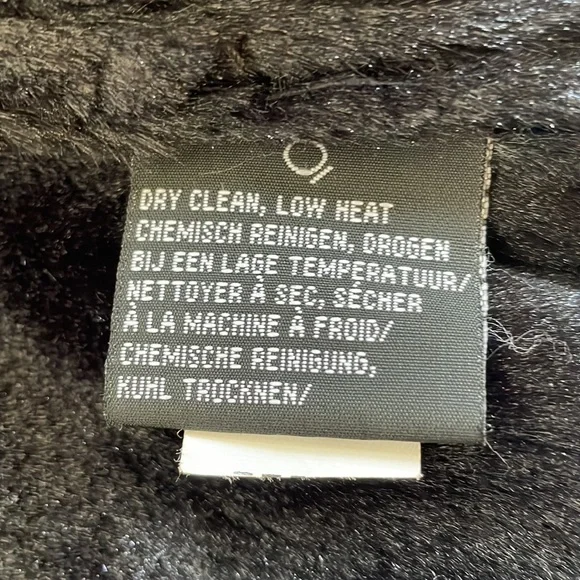 DRY CLEAN, LOW HEAT
CHEMISCH REINIGEN, DROGEN
BIJ EEN LAGE TEMPERATUUR/
NETTOYER À SEC, SÉCHER
À LA MACHINE À FROID/
CHEMISCHE REINIGUNG,
KUHL TROCKNEN/